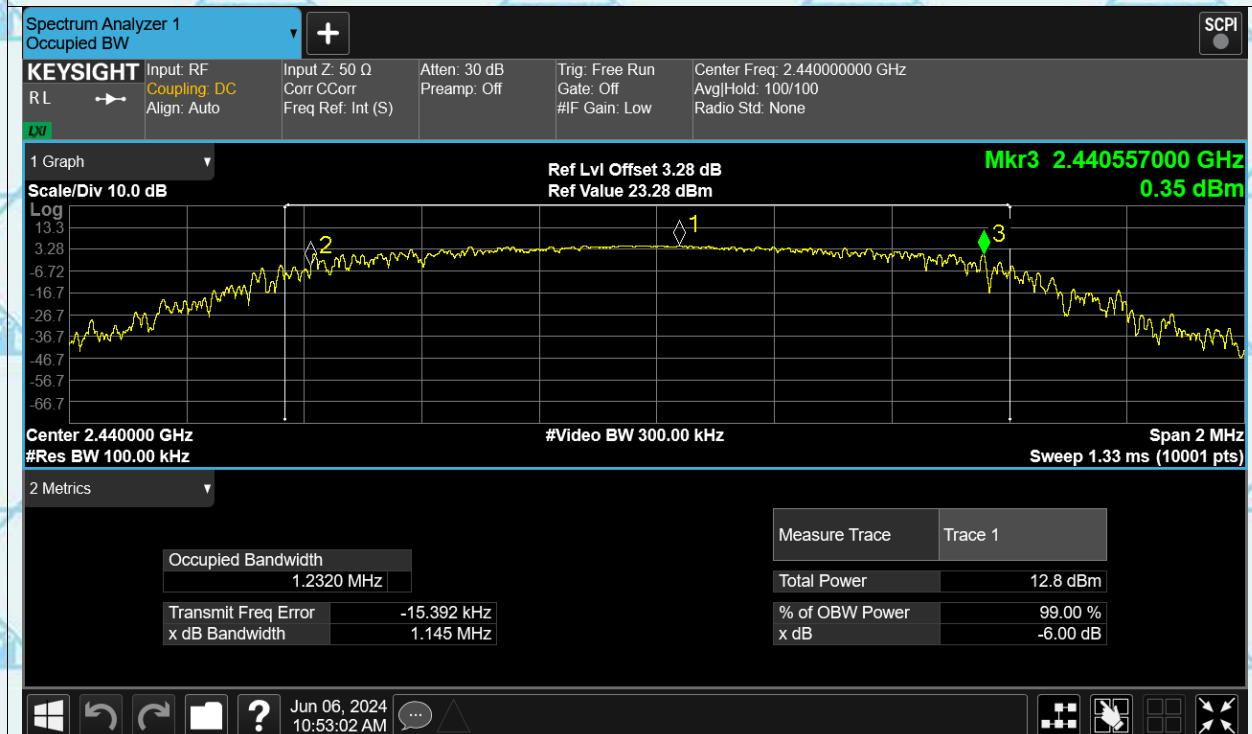 Spectrum Analyzer 1
Occupied BW
+
SCPI
KEYSIGHT
RL
LXI
Input: RF
Coupling: DC
Align: Auto
Input Z: 50 Ω
Corr CCorr
Freq Ref: Int (S)
Atten: 30 dB
Preamp: Off
Trig: Free Run
Gate: Off
#IF Gain: Low
Center Freq: 2.440000000 GHz
Avg|Hold: 100/100
Radio Std: None
1 Graph
Scale/Div 10.0 dB
Ref Lvl Offset 3.28 dB
Ref Value 23.28 dBm
Mkr3 2.440557000 GHz
0.35 dBm
Log
13.3
3.28
-6.72
-16.7
-26.7
-36.7
-46.7
-56.7
-66.7
2
1
3
Center 2.440000 GHz
#Res BW 100.00 kHz
#Video BW 300.00 kHz
Span 2 MHz
Sweep 1.33 ms (10001 pts)
2 Metrics
Occupied Bandwidth
1.2320 MHz
Transmit Freq Error -15.392 kHz
x dB Bandwidth 1.145 MHz
Measure Trace Trace 1
Total Power 12.8 dBm
% of OBW Power 99.00 %
x dB -6.00 dB
?
Jun 06, 2024
10:53:02 AM